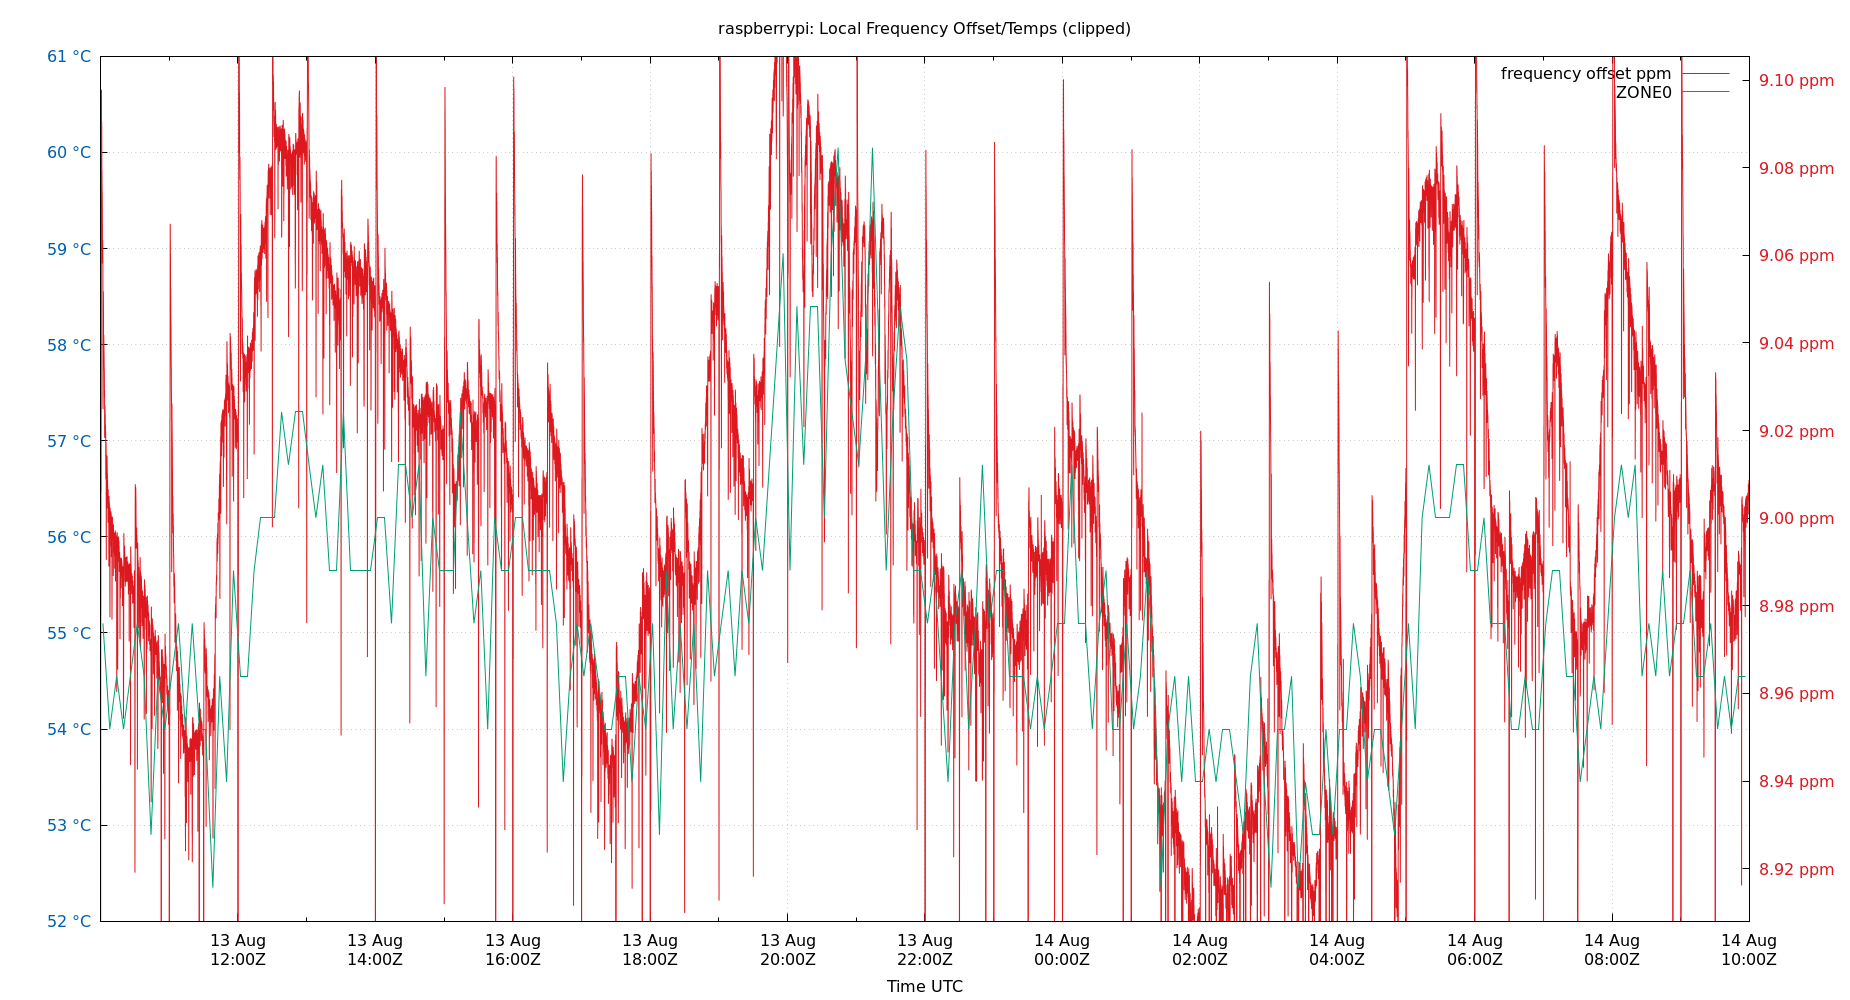 raspberrypi: Local Frequency Offset/Temps (clipped)
61 °C
60 °C
59 °C
58 °C
57 °C
56 °C
55 °C
54 °C
53 °C
52 °C
frequency offset ppm
ZONE0
9.10 ppm
9.08 ppm
9.06 ppm
9.04 ppm
9.02 ppm
9.00 ppm
8.98 ppm
8.96 ppm
8.94 ppm
8.92 ppm
13 Aug 13 Aug 13 Aug 13 Aug 13 Aug 13 Aug 14 Aug 14 Aug 14 Aug 14 Aug 14 Aug 14 Aug
12:00Z 14:00Z 16:00Z 18:00Z 20:00Z 22:00Z 00:00Z 02:00Z 04:00Z 06:00Z 08:00Z 10:00Z
Time UTC